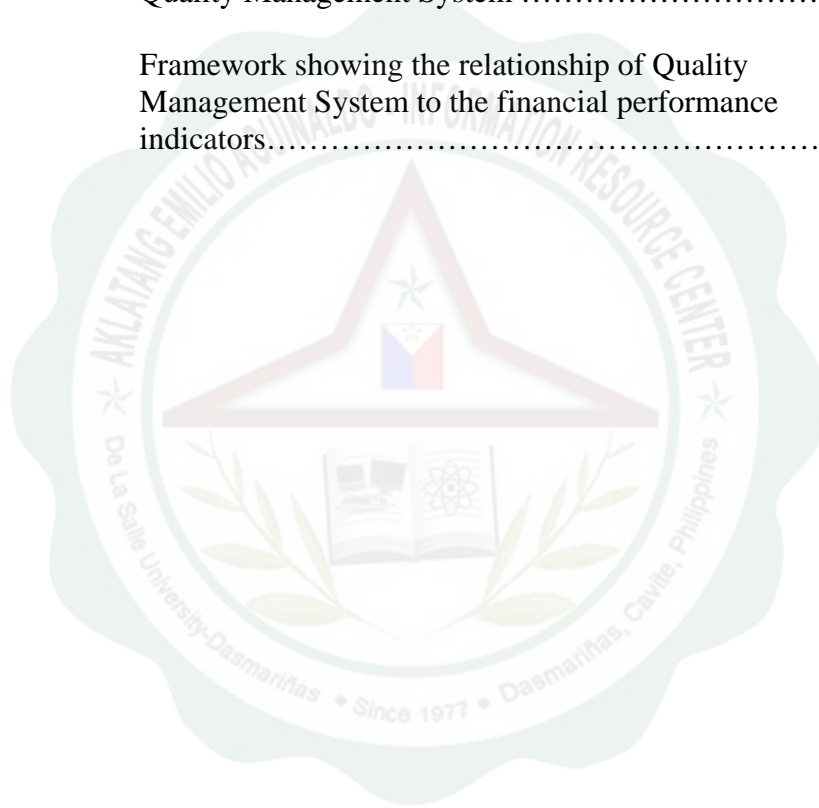 Quality Management System …………………………
Framework showing the relationship of Quality
Management System to the financial performance
indicators……………………………………………
AKLATANG EMILIO AGUINALDO - INFORMATION RESOURCE CENTER
De La Salle University-Dasmariñas • Since 1977 • Dasmariñas, Cavite, Philippines